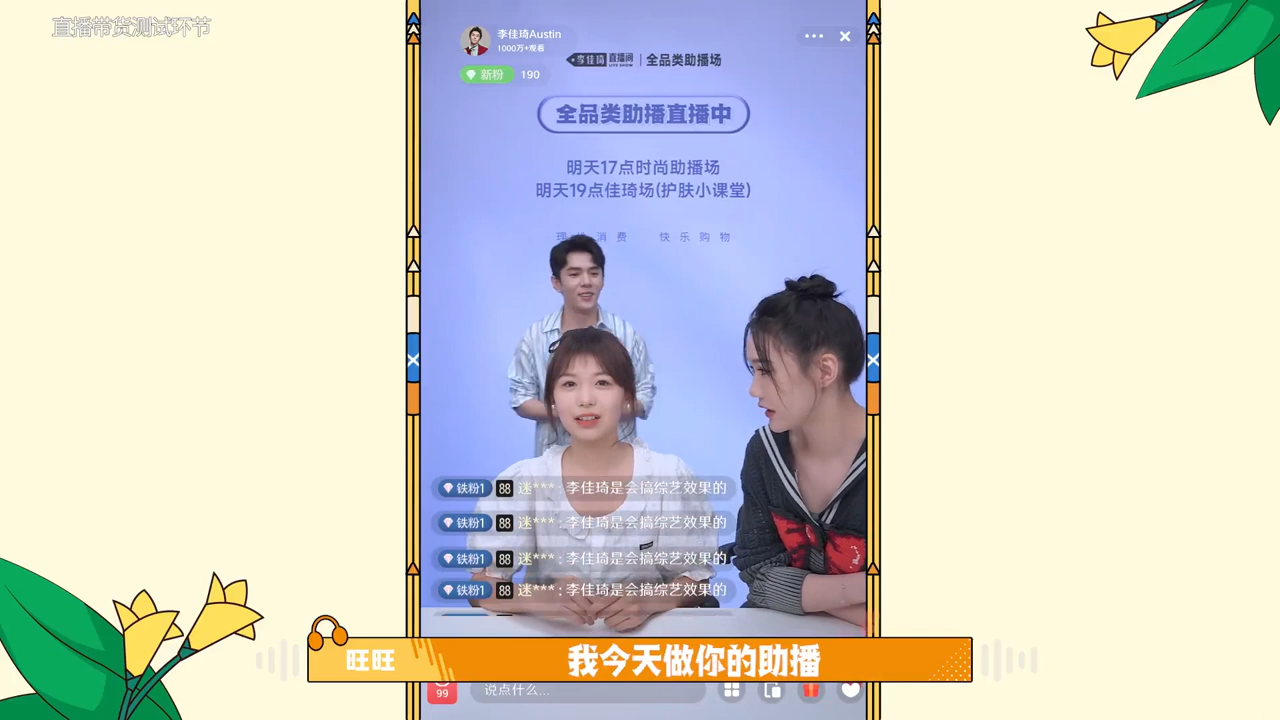 直播带货测试环节
李佳琦Austin
1000万+观看
李佳琦 直播间 LIVE SHOW 全品类助播场
新粉 190
全品类助播直播中
明天17点时尚助播场
明天19点佳琦场(护肤小课堂)
消费 快乐购物
铁粉1 88 迷***：李佳琦是会搞综艺效果的
铁粉1 88 迷***：李佳琦是会搞综艺效果的
铁粉1 88 迷***：李佳琦是会搞综艺效果的
铁粉1 88 迷***：李佳琦是会搞综艺效果的
旺旺 我今天做你的助播
99 说点什么...